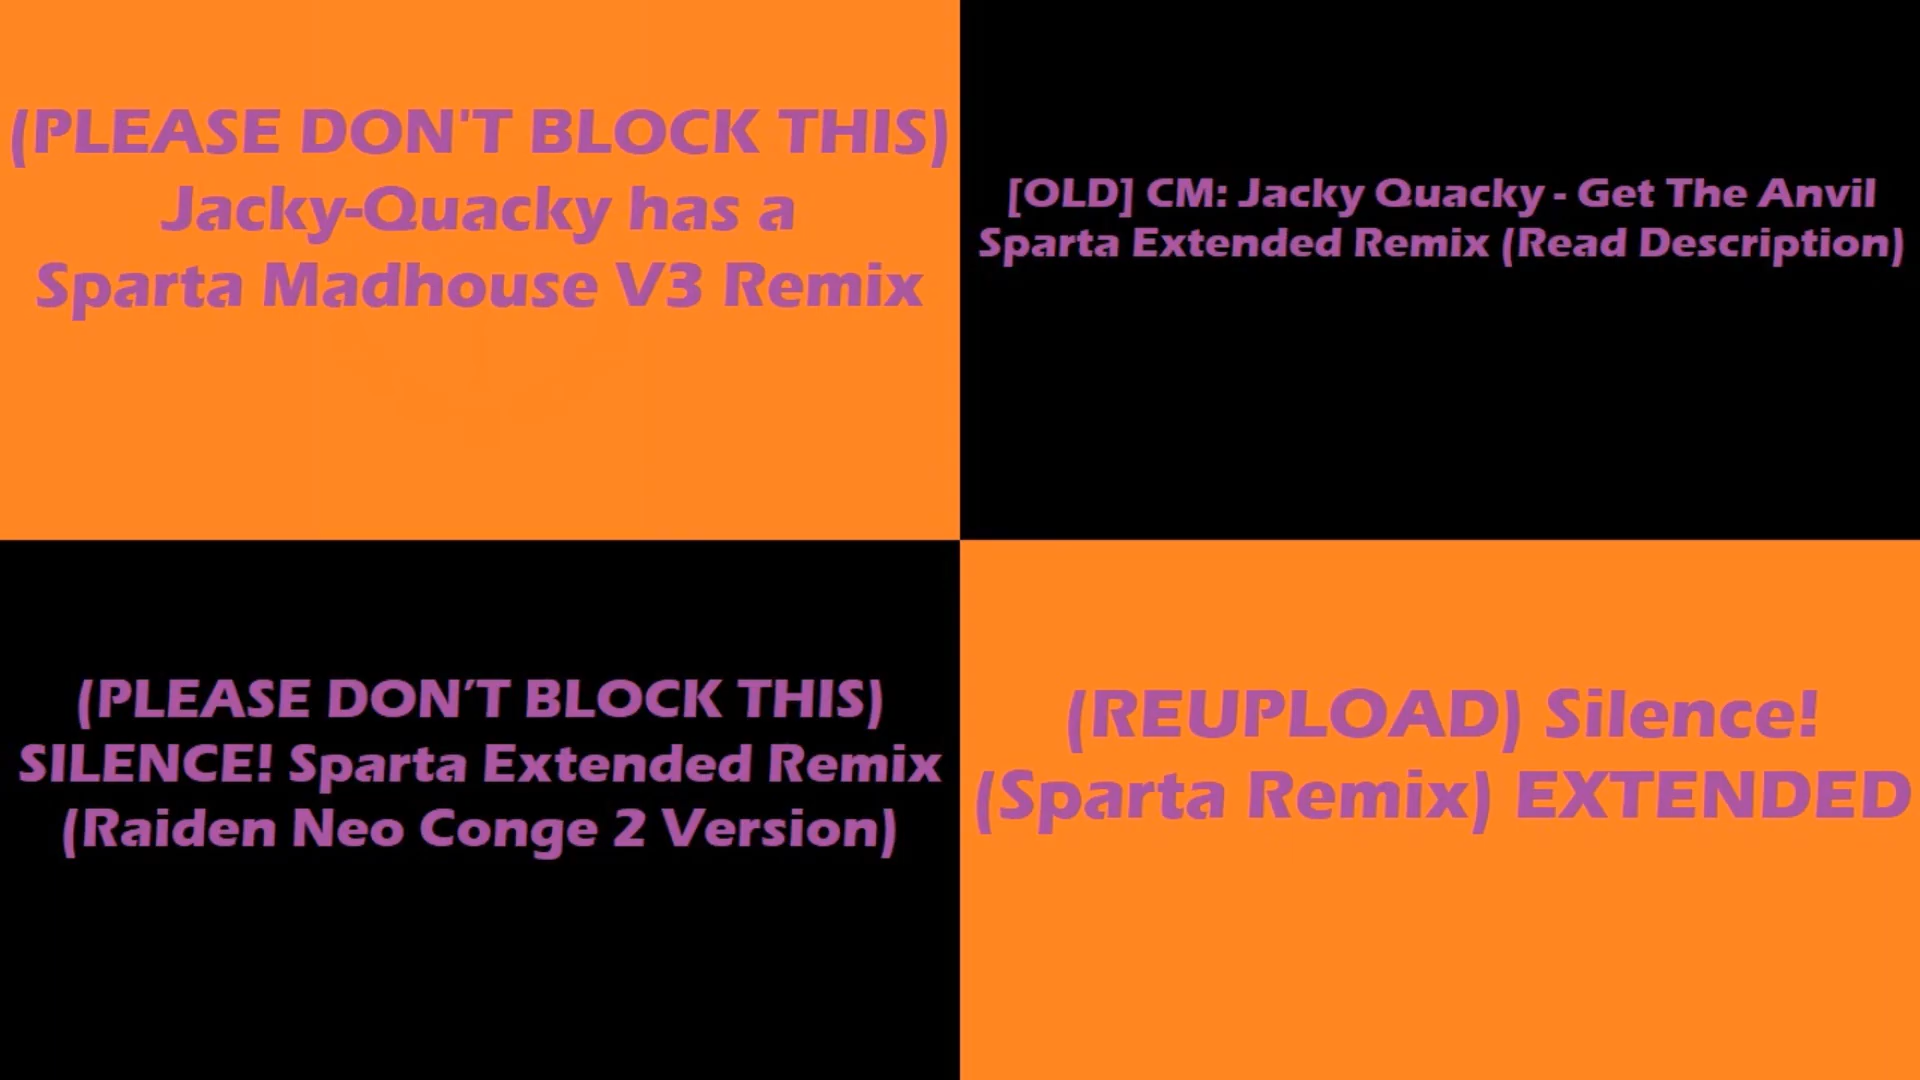 (PLEASE DON'T BLOCK THIS)
Jacky-Quacky has a
Sparta Madhouse V3 Remix
[OLD] CM: Jacky Quacky - Get The Anvil
Sparta Extended Remix (Read Description)
(PLEASE DON’T BLOCK THIS)
SILENCE! Sparta Extended Remix
(Raiden Neo Conge 2 Version)
(REUPLOAD) Silence!
(Sparta Remix) EXTENDED